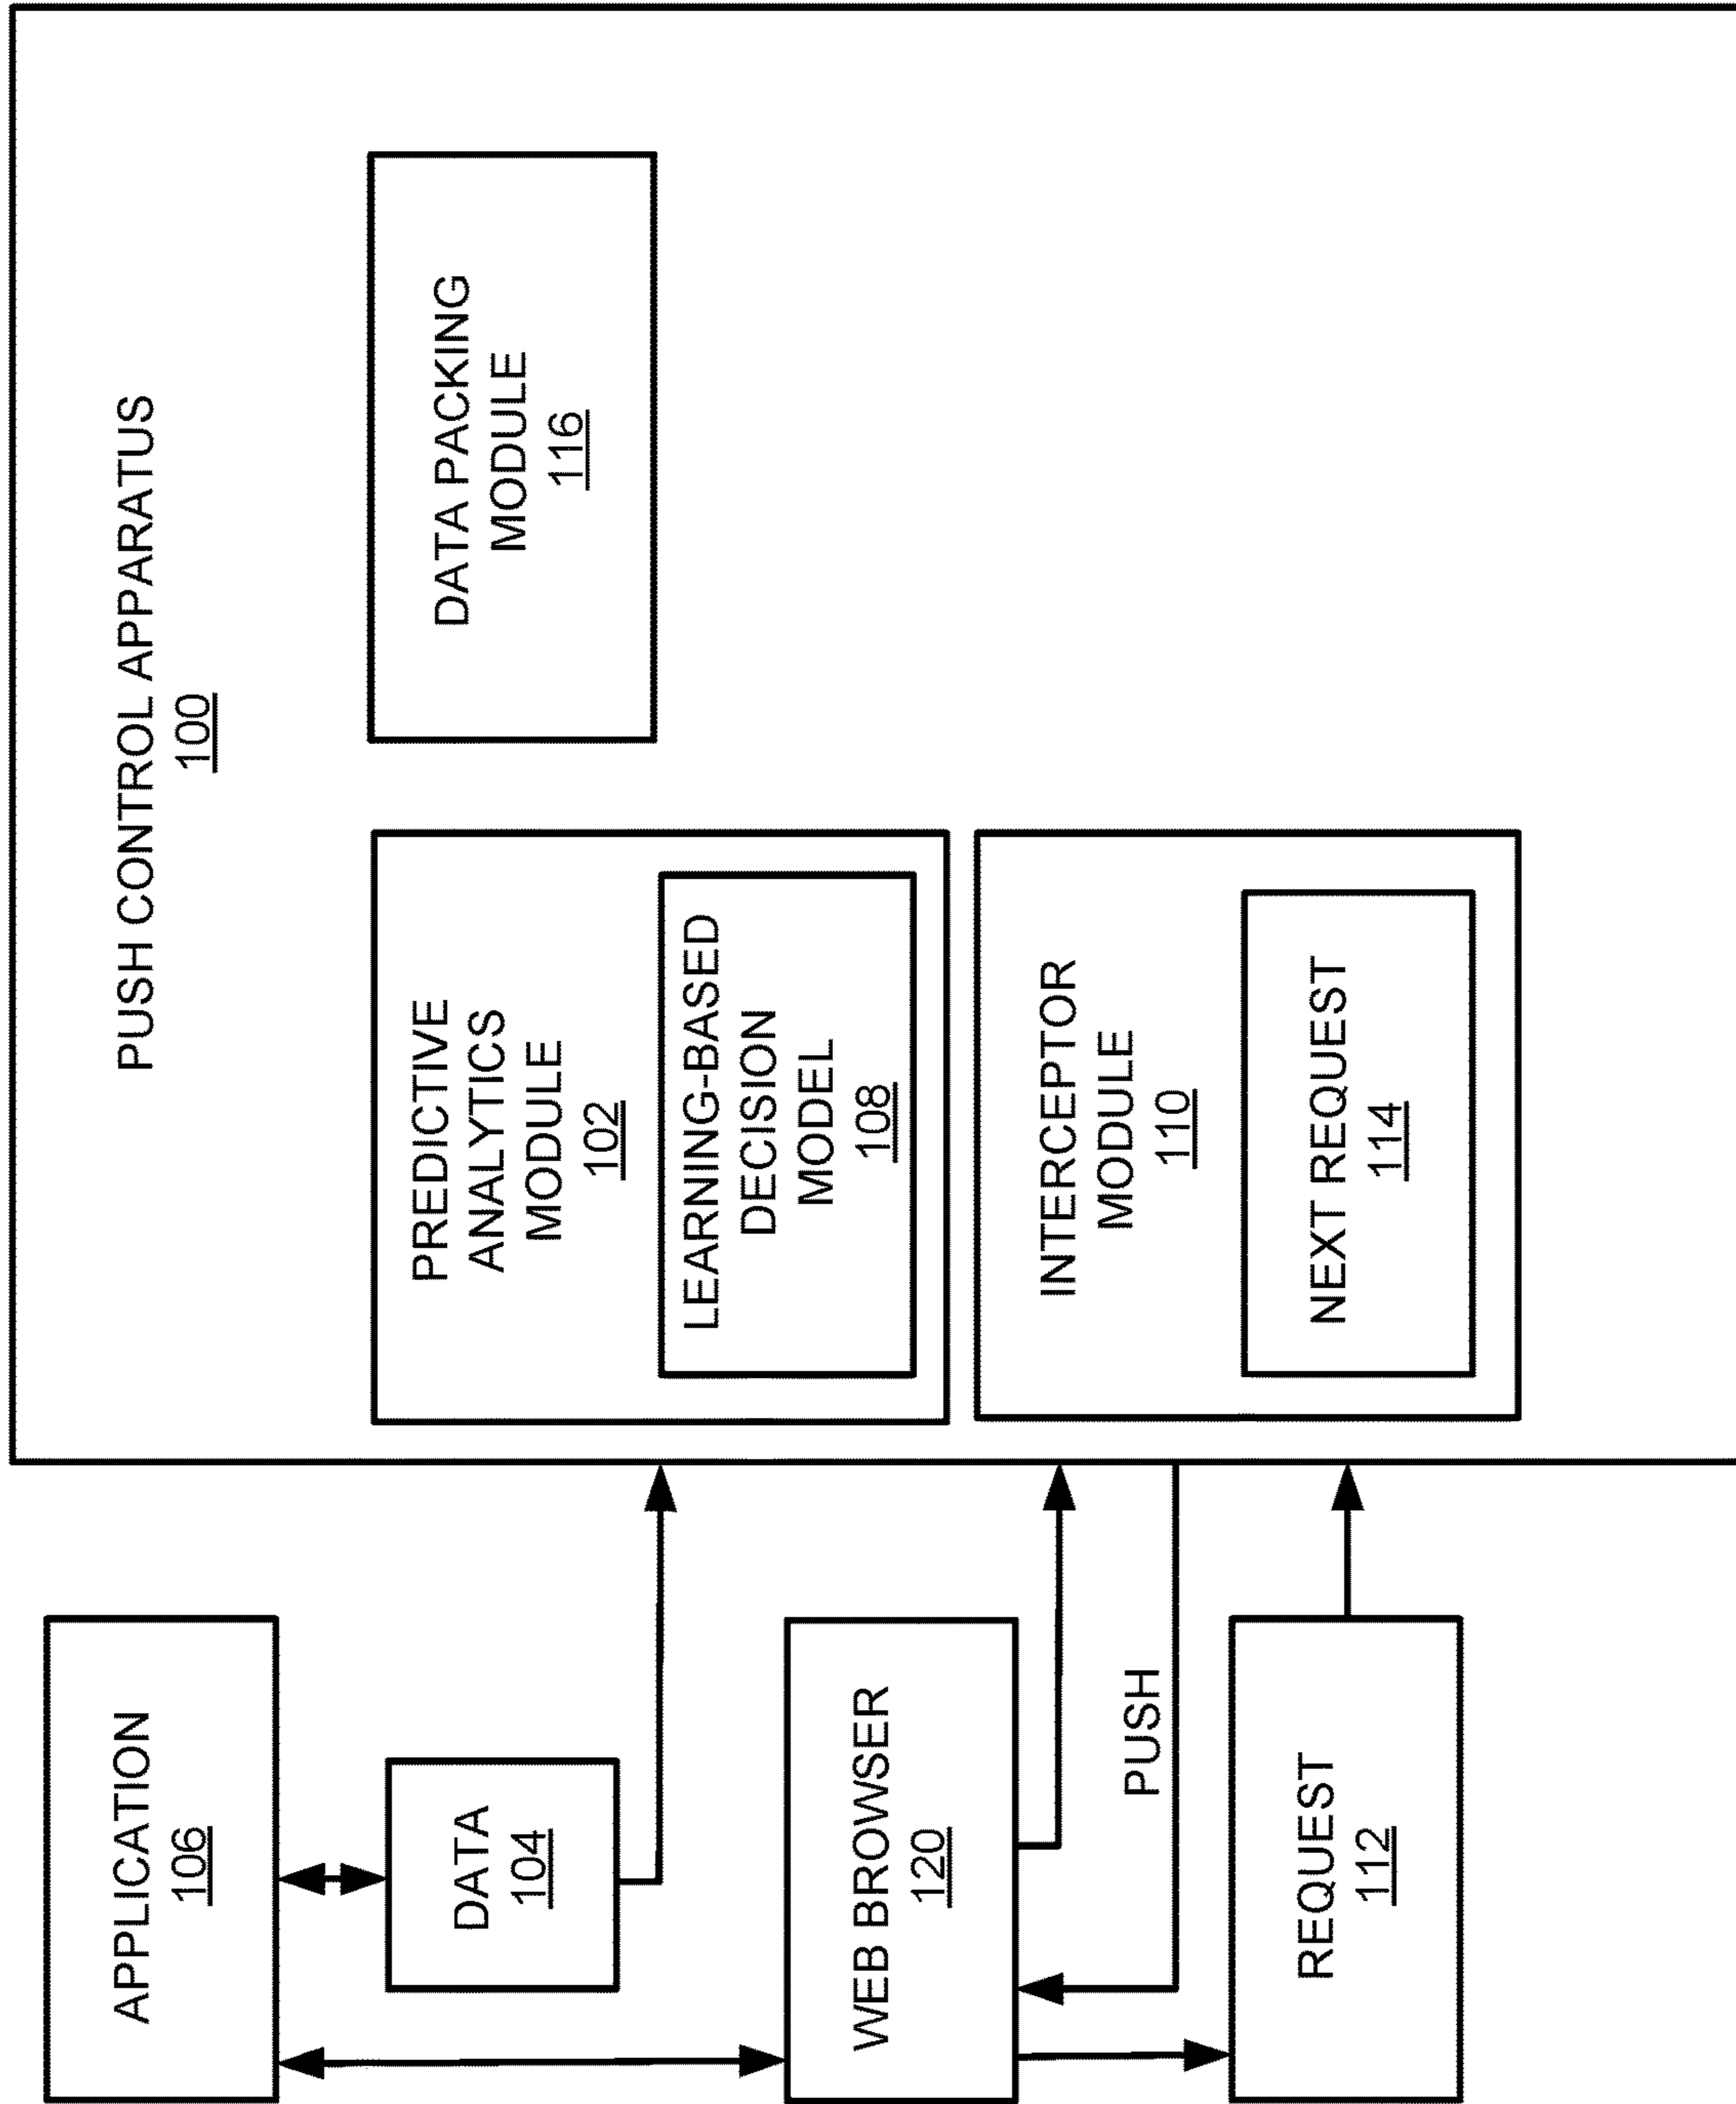 PUSH CONTROL APPARATUS
100
APPLICATION
106
DATA
104
WEB BROWSER
120
PUSH
REQUEST
112
PREDICTIVE
ANALYTICS
MODULE
102
LEARNING-BASED
DECISION
MODEL
108
INTERCEPTOR
MODULE
110
NEXT REQUEST
114
DATA PACKING
MODULE
116